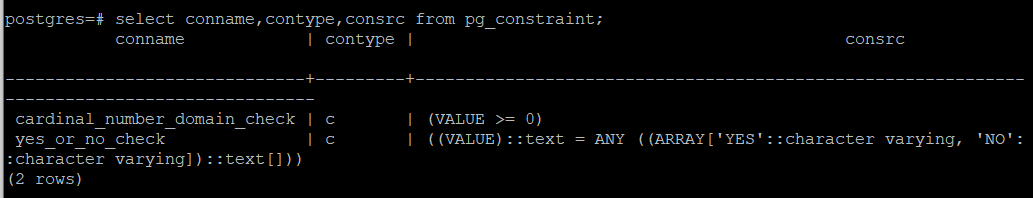 postgres=# select conname,contype,consrc from pg_constraint;
           conname            | contype |                                           consrc
------------------------------+---------+-------------------------------------------------------------
-------------------------------
 cardinal_number_domain_check | c       | (VALUE >= 0)
 yes_or_no_check              | c       | ((VALUE)::text = ANY ((ARRAY['YES'::character varying, 'NO':
:character varying])::text[]))
(2 rows)